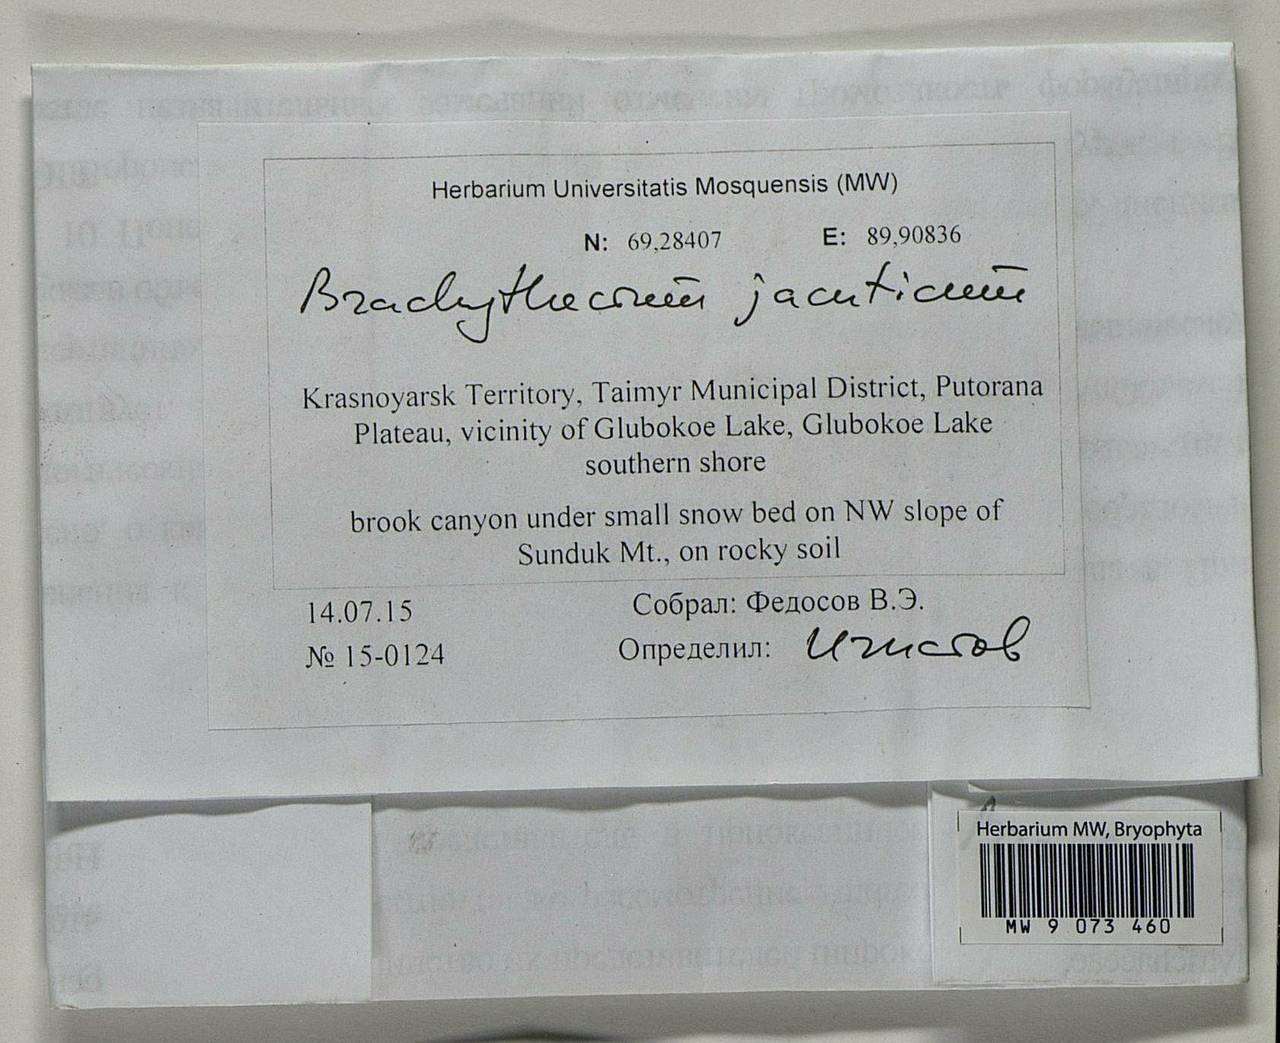 Herbarium Universitatis Mosquensis (MW)
N: 69,28407 E: 89,90836
Brachythecium jacuticum
Krasnoyarsk Territory, Taimyr Municipal District, Putorana
Plateau, vicinity of Glubokoe Lake, Glubokoe Lake
southern shore
brook canyon under small snow bed on NW slope of
Sunduk Mt., on rocky soil
14.07.15 Собрал: Федосов В.Э.
№ 15-0124 Определил: Игнатов
Herbarium MW, Bryophyta
MW 9 073 460